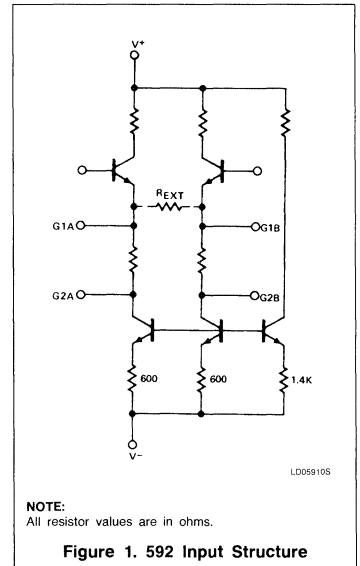 V+
REXT
G1A
G1B
G2A
G2B
600
600
1.4K
V-
LD05910S
NOTE:
All resistor values are in ohms.
Figure 1. 592 Input Structure